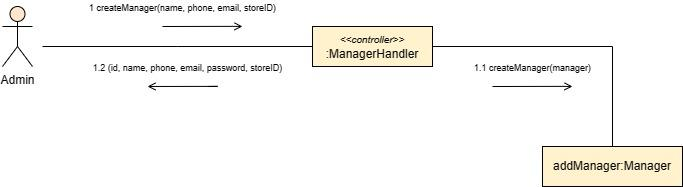 1 createManager(name, phone, email, storeID)
<<controller>>
:ManagerHandler
Admin
1.2 (id, name, phone, email, password, storeID)
1.1 createManager(manager)
addManager:Manager